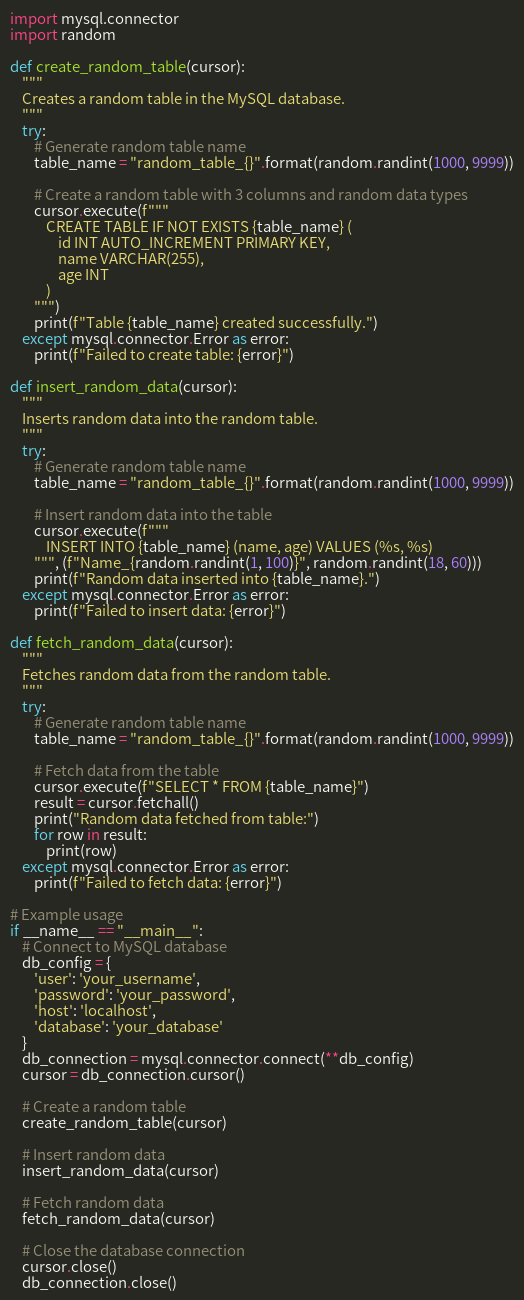 import mysql.connector
import random

def create_random_table(cursor):
    """
    Creates a random table in the MySQL database.
    """
    try:
        # Generate random table name
        table_name = "random_table_{}".format(random.randint(1000, 9999))

        # Create a random table with 3 columns and random data types
        cursor.execute(f"""
            CREATE TABLE IF NOT EXISTS {table_name} (
                id INT AUTO_INCREMENT PRIMARY KEY,
                name VARCHAR(255),
                age INT
            )
        """)
        print(f"Table {table_name} created successfully.")
    except mysql.connector.Error as error:
        print(f"Failed to create table: {error}")

def insert_random_data(cursor):
    """
    Inserts random data into the random table.
    """
    try:
        # Generate random table name
        table_name = "random_table_{}".format(random.randint(1000, 9999))

        # Insert random data into the table
        cursor.execute(f"""
            INSERT INTO {table_name} (name, age) VALUES (%s, %s)
        """, (f"Name_{random.randint(1, 100)}", random.randint(18, 60)))
        print(f"Random data inserted into {table_name}.")
    except mysql.connector.Error as error:
        print(f"Failed to insert data: {error}")

def fetch_random_data(cursor):
    """
    Fetches random data from the random table.
    """
    try:
        # Generate random table name
        table_name = "random_table_{}".format(random.randint(1000, 9999))

        # Fetch data from the table
        cursor.execute(f"SELECT * FROM {table_name}")
        result = cursor.fetchall()
        print("Random data fetched from table:")
        for row in result:
            print(row)
    except mysql.connector.Error as error:
        print(f"Failed to fetch data: {error}")

# Example usage
if __name__ == "__main__":
    # Connect to MySQL database
    db_config = {
        'user': 'your_username',
        'password': 'your_password',
        'host': 'localhost',
        'database': 'your_database'
    }
    db_connection = mysql.connector.connect(**db_config)
    cursor = db_connection.cursor()

    # Create a random table
    create_random_table(cursor)

    # Insert random data
    insert_random_data(cursor)

    # Fetch random data
    fetch_random_data(cursor)

    # Close the database connection
    cursor.close()
    db_connection.close()